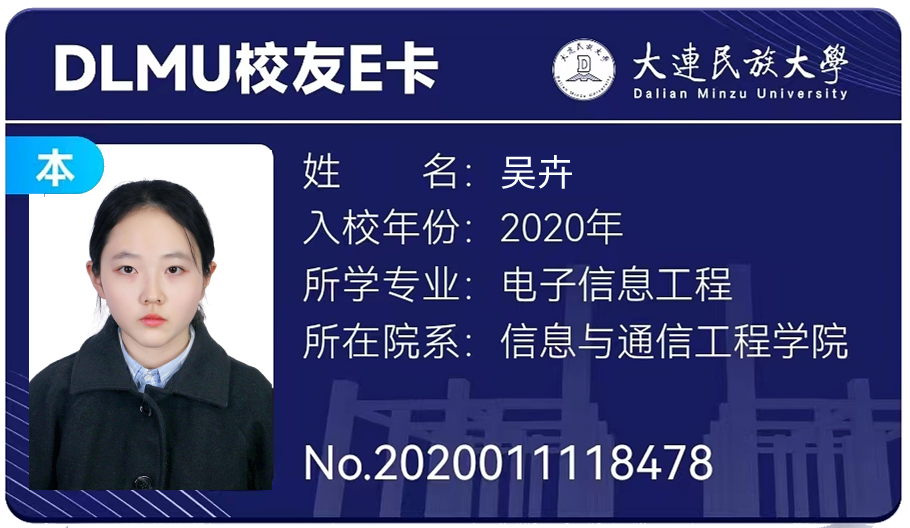 DLMU校友E卡
大連民族大學
Dalian Minzu University
本
姓 名：吴卉
入校年份：2020年
所学专业：电子信息工程
所在院系：信息与通信工程学院
No.2020011118478